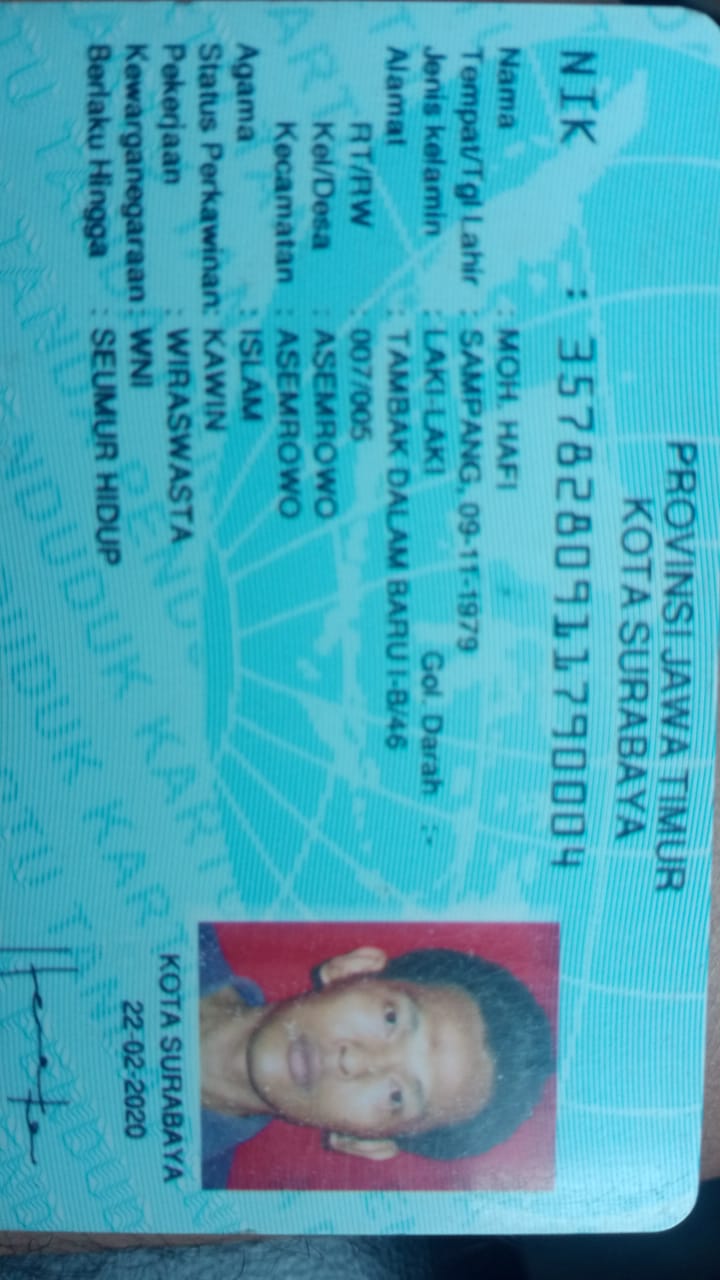 PROVINSI JAWA TIMUR
KOTA SURABAYA
NIK : 3578280911790004
Nama : MOH. HAFI
Tempat/Tgl Lahir : SAMPANG, 09-11-1979
Jenis kelamin : LAKI-LAKI Gol. Darah :-
Alamat : TAMBAK DALAM BARU I-B/46
RT/RW : 007/005
Kel/Desa : ASEMROWO
Kecamatan : ASEMROWO
Agama : ISLAM
Status Perkawinan: KAWIN
Pekerjaan : WIRASWASTA
Kewarganegaraan : WNI
Berlaku Hingga : SEUMUR HIDUP
KOTA SURABAYA
22-02-2020